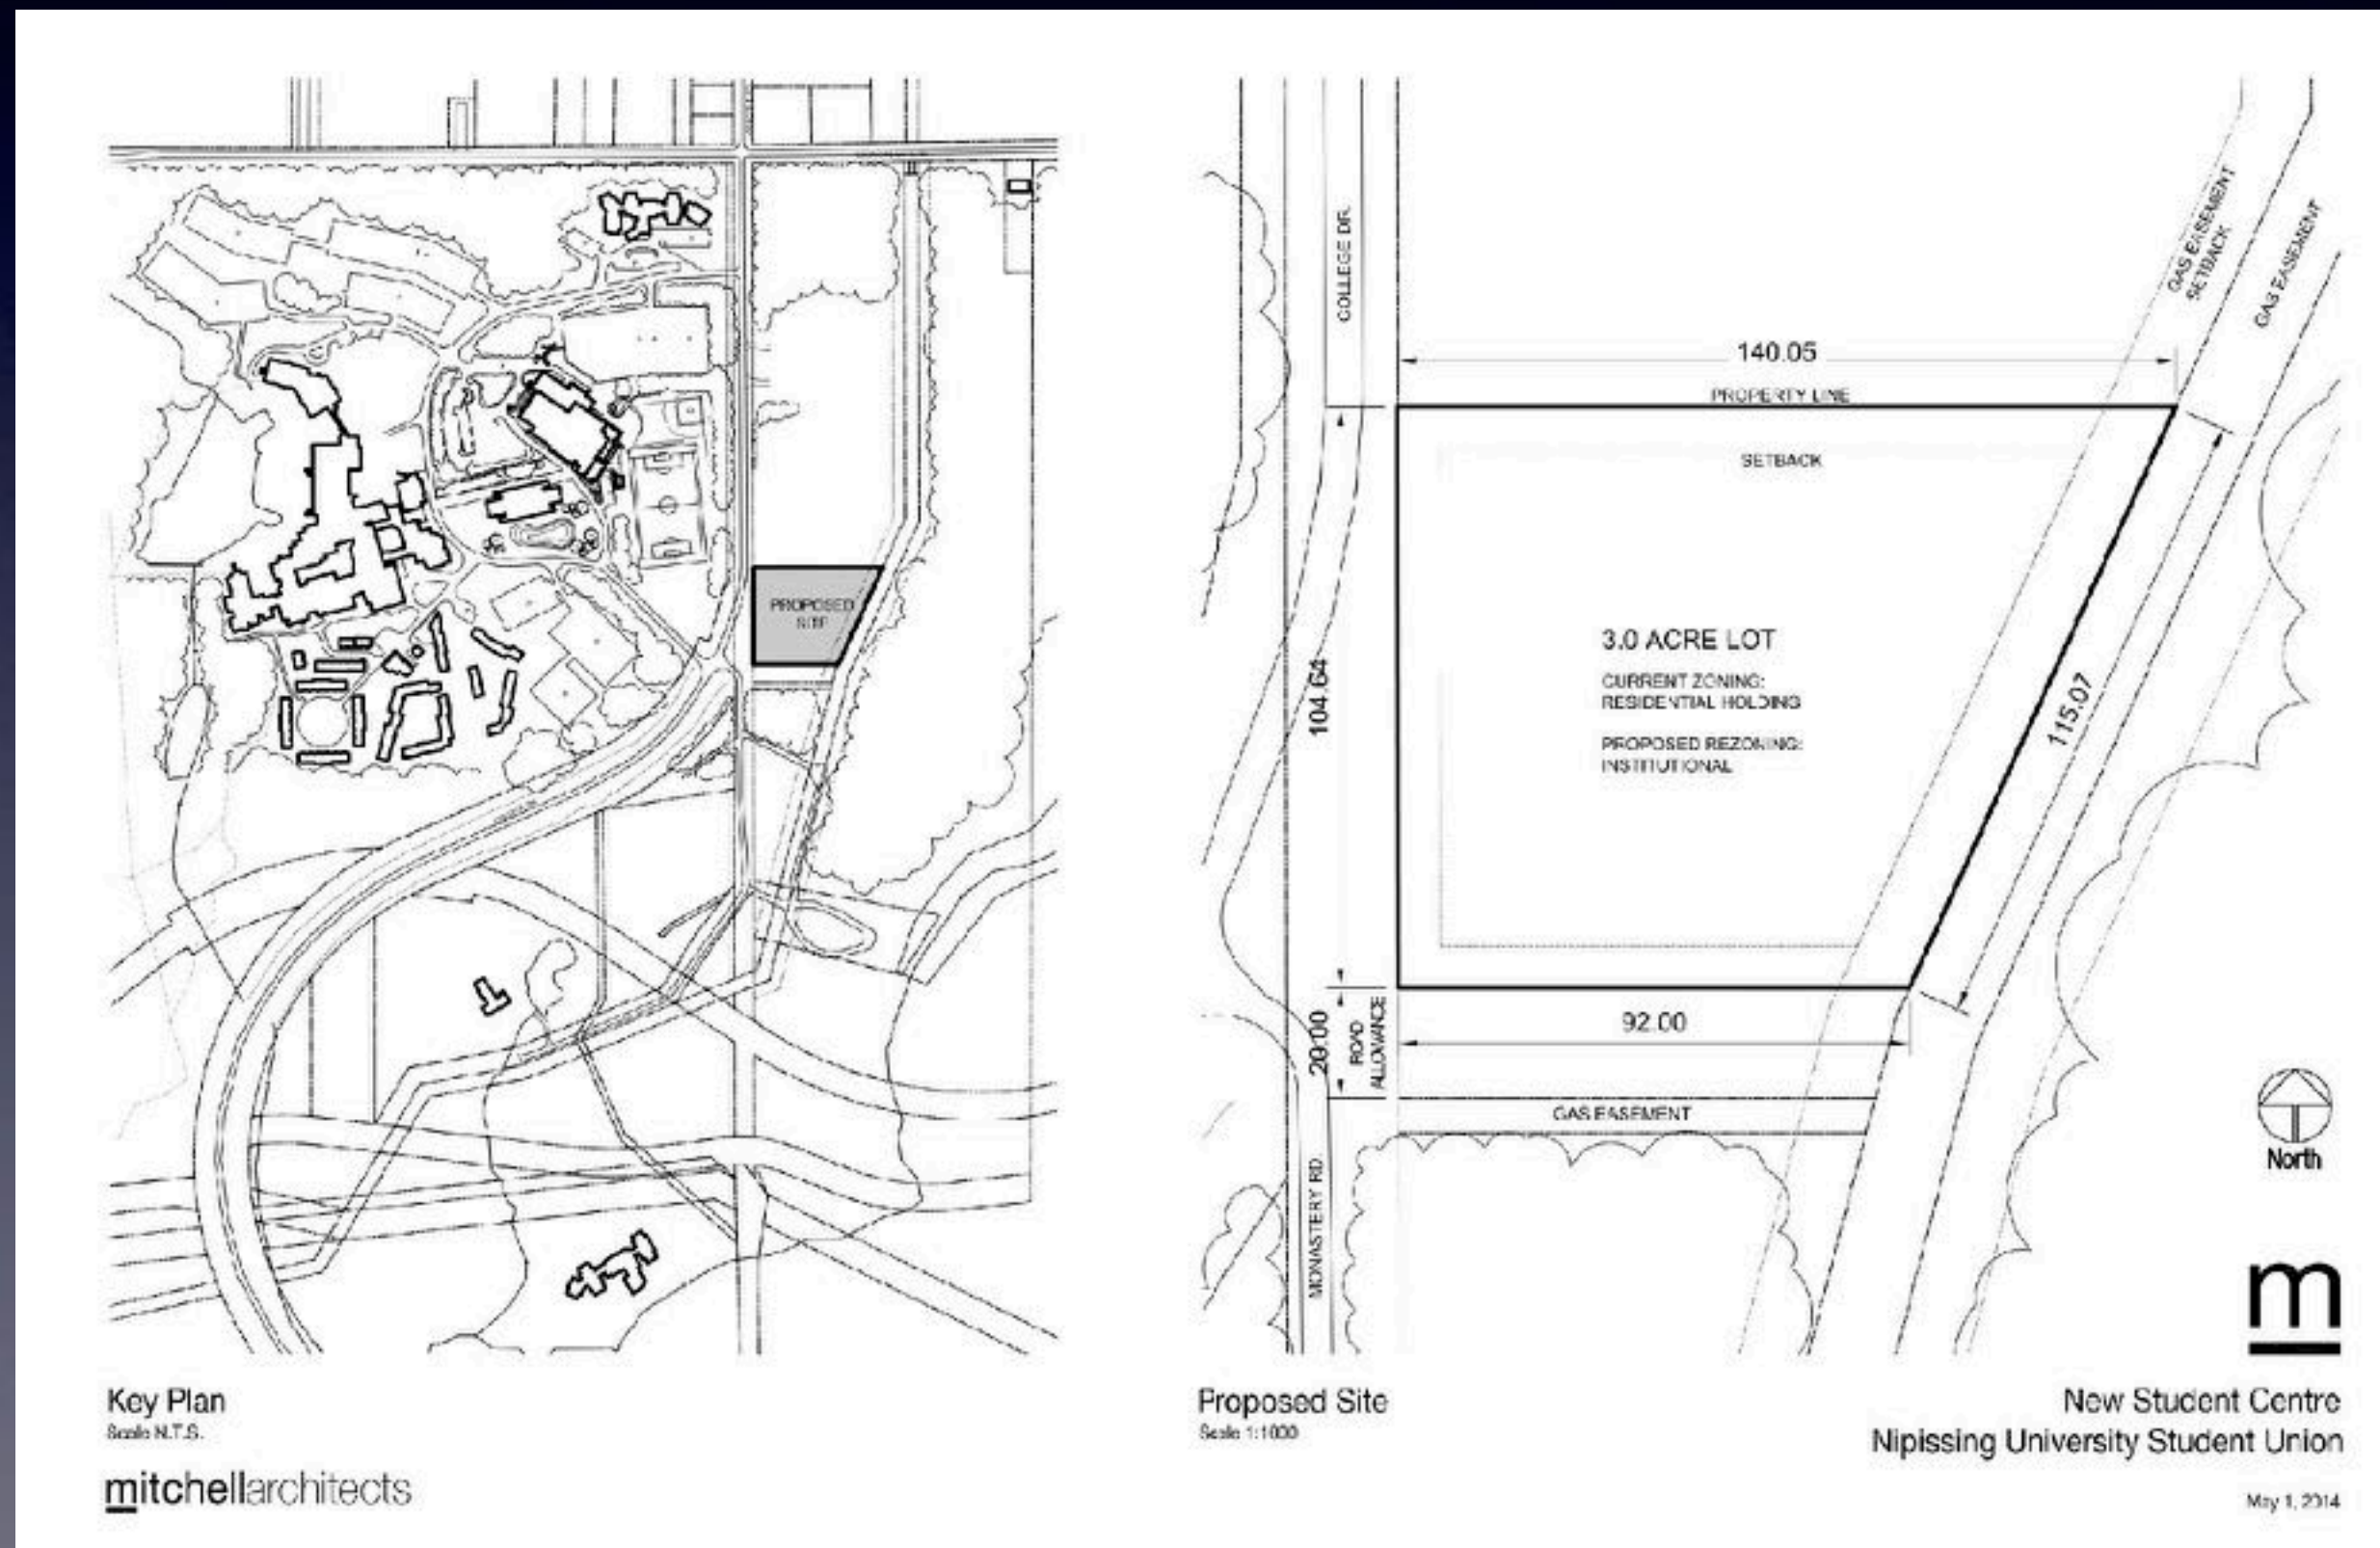 PROPOSED
SITE
Key Plan
Scale N.T.S.
mitchellarchitects
COLLEGE DR.
GAS EASEMENT
SETBACK
GAS EASEMENT
140.05
PROPERTY LINE
SETBACK
104.64
3.0 ACRE LOT
CURRENT ZONING:
RESIDENTIAL HOLDING
PROPOSED REZONING:
INSTITUTIONAL
115.07
92.00
20.00
ROAD
ALLOWANCE
GAS EASEMENT
MONASTERY RD.
North
m
Proposed Site
Scale 1:1000
New Student Centre
Nipissing University Student Union
May 1, 2014